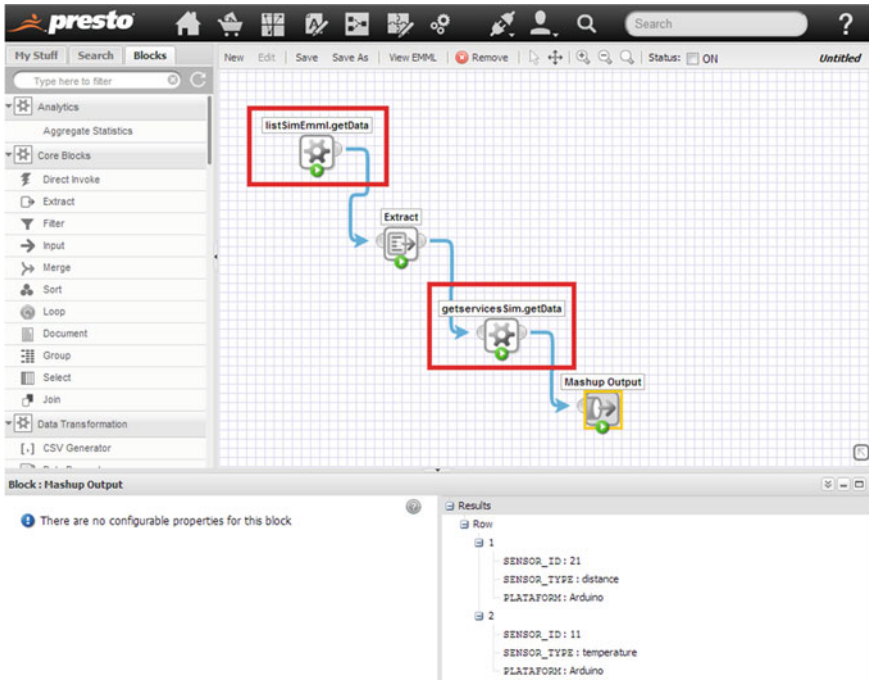 presto
Search
?
My Stuff Search Blocks
New Edit Save Save As View EMML Remove Status: ON Untitled
Type here to filter
Analytics
Aggregate Statistics
Core Blocks
Direct Invoke
Extract
Filter
Input
Merge
Sort
Loop
Document
Group
Select
Join
Data Transformation
[,] CSV Generator
listSimEmml.getData
Extract
getservicesSim.getData
Mashup Output
Block : Mashup Output
There are no configurable properties for this block
Results
Row
1
SENSOR_ID : 21
SENSOR_TYPE : distance
PLATAFORM : Arduino
2
SENSOR_ID : 11
SENSOR_TYPE : temperature
PLATAFORM : Arduino